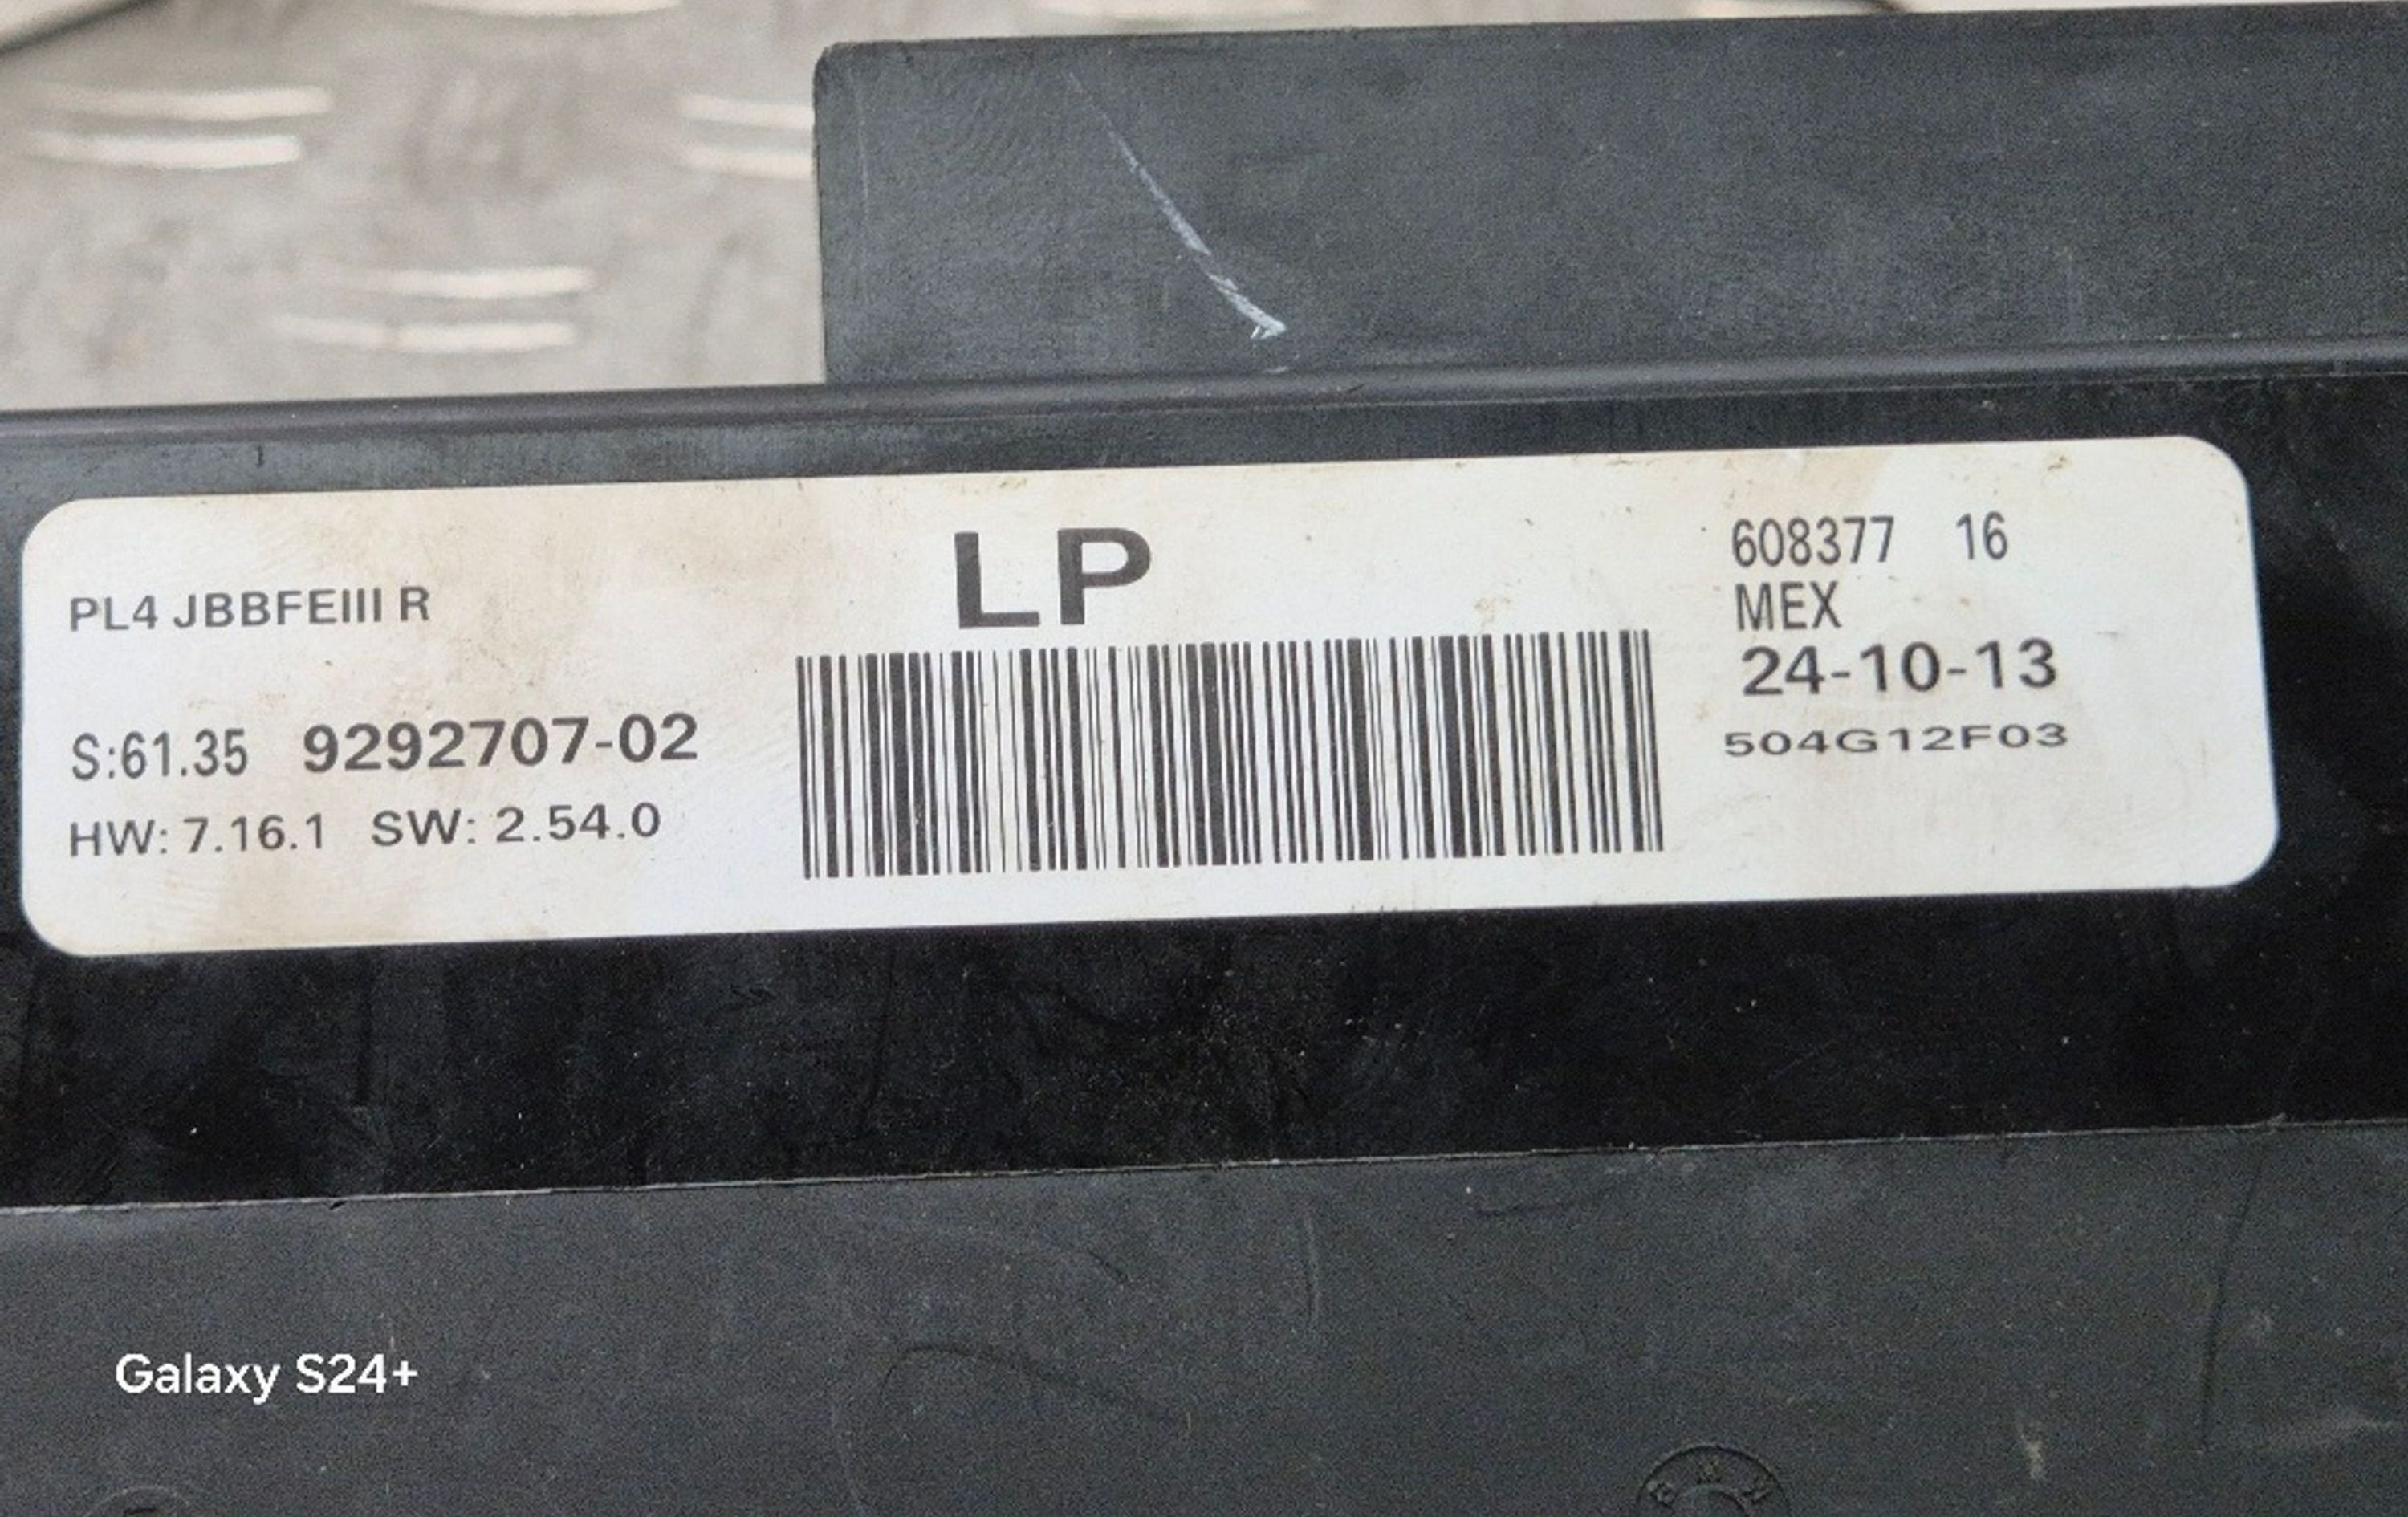 PL4 JBBFEIII R
S:61.35 9292707-02
HW: 7.16.1 SW: 2.54.0
LP
608377 16
MEX
24-10-13
504G12F03
Galaxy S24+